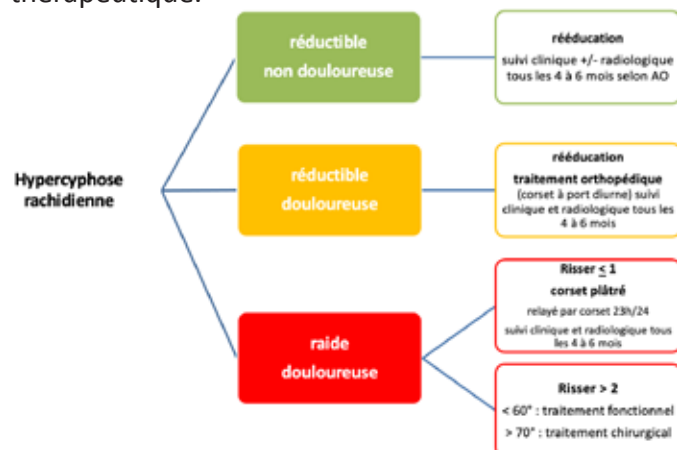 thérapeutique.
réductible
non douloureuse
rééducation
suivi clinique +/- radiologique
tous les 4 à 6 mois selon AO
Hypercyphose
rachidienne
réductible
douloureuse
rééducation
traitement orthopédique
(corset à port diurne) suivi
clinique et radiologique tous les
4 à 6 mois
raide
douloureuse
Risser ≤ 1
corset plâtré
relayé par corset 23h/24
suivi clinique et radiologique tous
les 4 à 6 mois
Risser > 2
< 60° : traitement fonctionnel
> 70° : traitement chirurgical